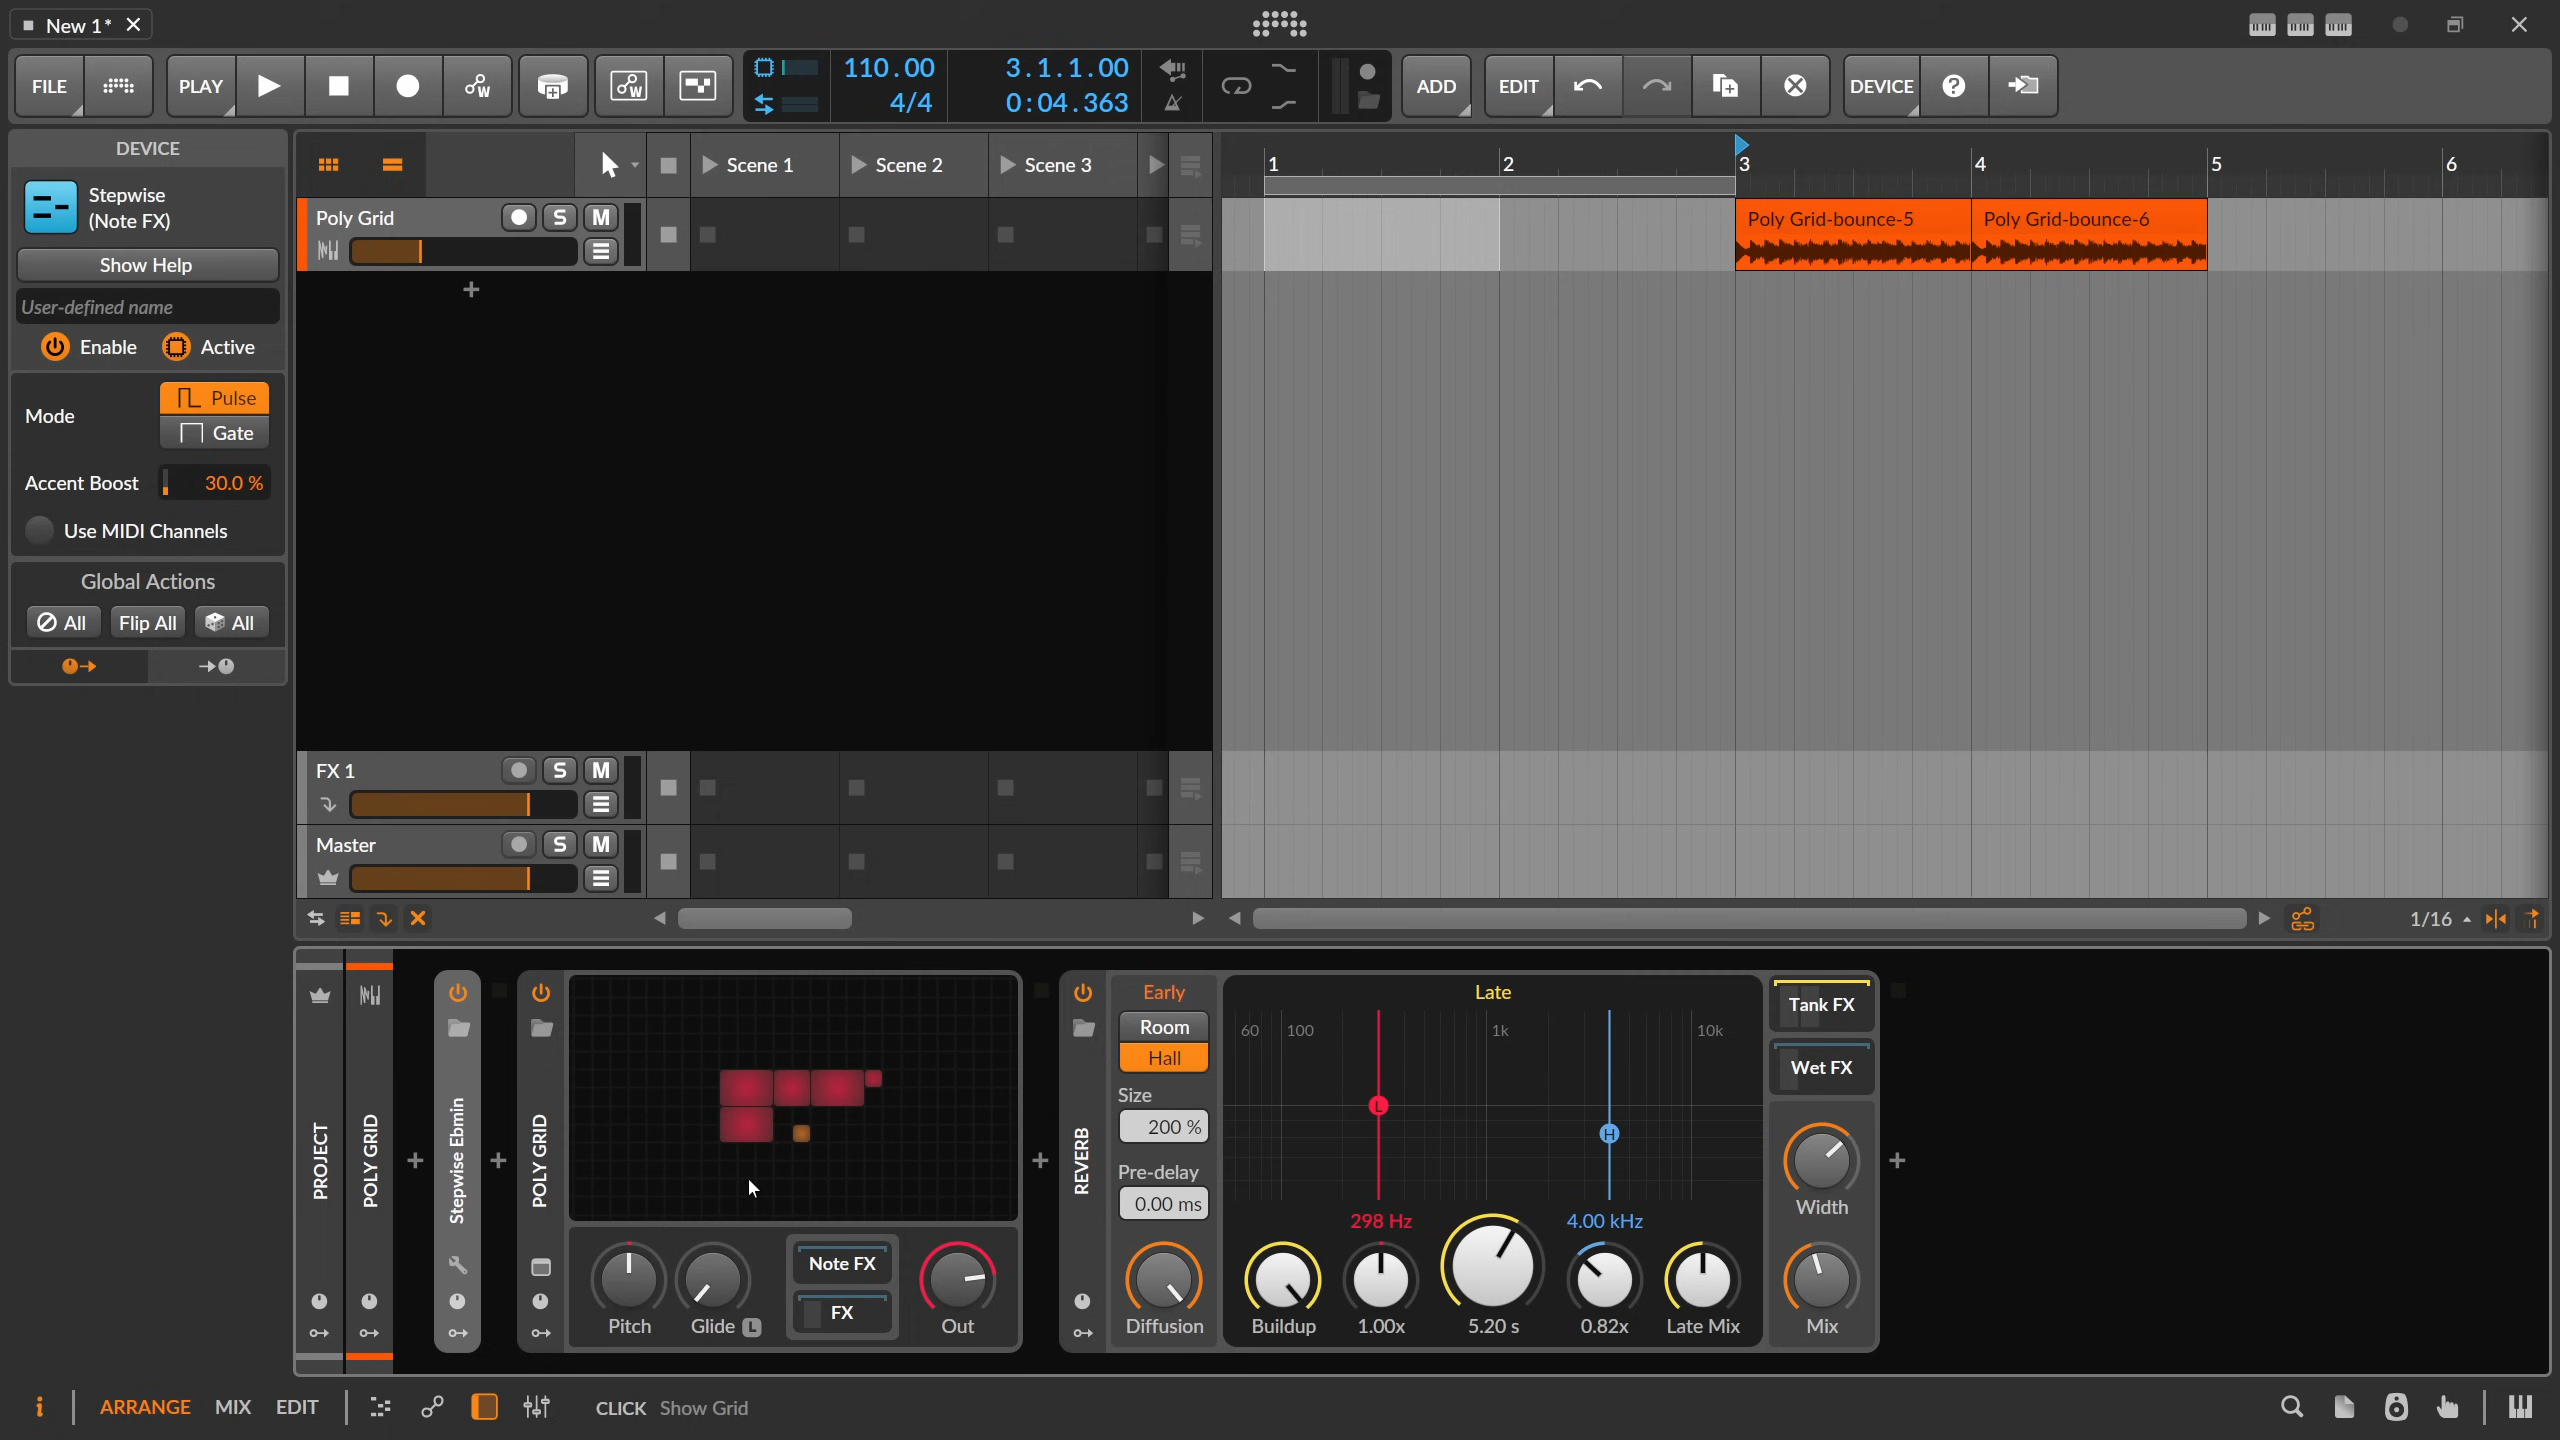 New 1*
FILE
PLAY
110.00
4/4
3.1.1.00
0:04.363
ADD
EDIT
DEVICE
DEVICE
Stepwise
(Note FX)
Show Help
User-defined name
Enable
Active
Mode
Pulse
Gate
Accent Boost
30.0 %
Use MIDI Channels
Global Actions
All
Flip All
All
Scene 1
Scene 2
Scene 3
1
2
3
4
5
6
Poly Grid
S
M
Poly Grid-bounce-5
Poly Grid-bounce-6
FX 1
S
M
Master
S
M
1/16
PROJECT
POLY GRID
Stepwise Ebmin
POLY GRID
Pitch
Glide
L
Note FX
FX
Out
REVERB
Early
Room
Hall
Size
200 %
Pre-delay
0.00 ms
Diffusion
Late
60
100
1k
10k
L
H
298 Hz
4.00 kHz
Buildup
1.00x
5.20 s
0.82x
Late Mix
Tank FX
Wet FX
Width
Mix
ARRANGE
MIX
EDIT
CLICK Show Grid